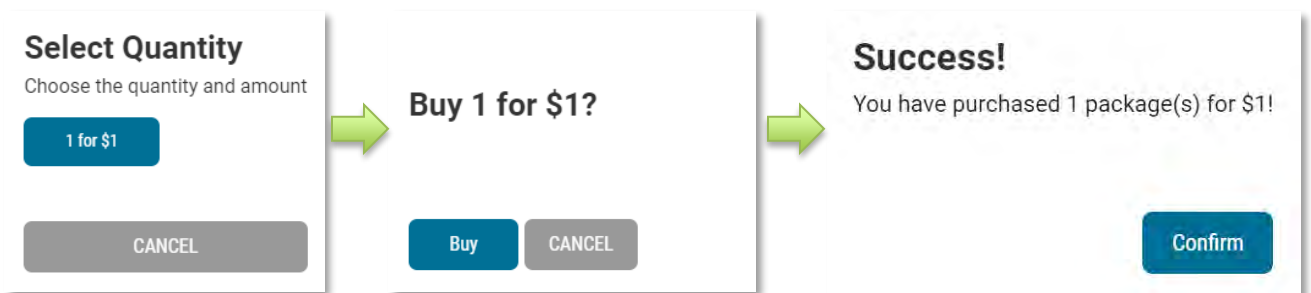 Select Quantity
Choose the quantity and amount
1 for $1
CANCEL
Buy 1 for $1?
Buy
CANCEL
Success!
You have purchased 1 package(s) for $1!
Confirm